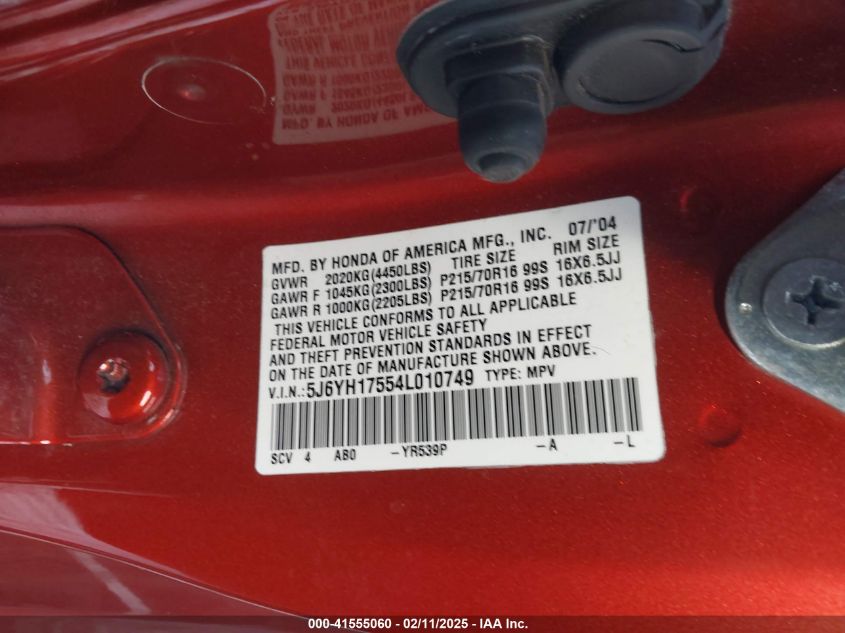 MFD. BY HONDA OF AMERICA MFG., INC. 07/'04
GVWR 2020KG(4450LBS) TIRE SIZE RIM SIZE
GAWR F 1045KG(2300LBS) P215/70R16 99S 16X6.5JJ
GAWR R 1000KG(2205LBS) P215/70R16 99S 16X6.5JJ
THIS VEHICLE CONFORMS TO ALL APPLICABLE
FEDERAL MOTOR VEHICLE SAFETY
AND THEFT PREVENTION STANDARDS IN EFFECT
ON THE DATE OF MANUFACTURE SHOWN ABOVE.
V.I.N.:5J6YH17554L010749 TYPE: MPV
SCV 4 AB0 -YR539P -A -L
000-41555060 - 02/11/2025 - IAA Inc.